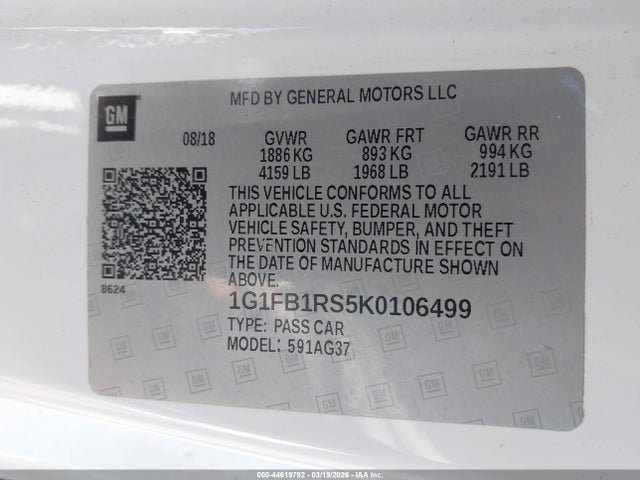 MFD BY GENERAL MOTORS LLC
GM
08/18 GVWR GAWR FRT GAWR RR
1886 KG 893 KG 994 KG
4159 LB 1968 LB 2191 LB
THIS VEHICLE CONFORMS TO ALL
APPLICABLE U.S. FEDERAL MOTOR
VEHICLE SAFETY, BUMPER, AND THEFT
PREVENTION STANDARDS IN EFFECT ON
THE DATE OF MANUFACTURE SHOWN
ABOVE.
8624
1G1FB1RS5K0106499
TYPE: PASS CAR
MODEL: 591AG37
000-44619792 - 03/19/2026 - © IAA Inc.